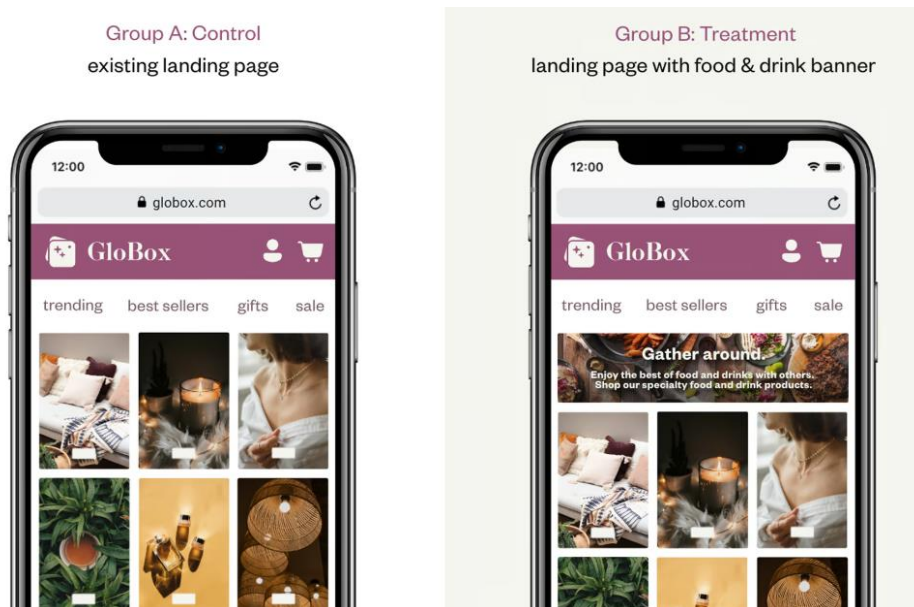 Group A: Control
existing landing page
12:00
globox.com
GloBox
trending best sellers gifts sale
Group B: Treatment
landing page with food & drink banner
12:00
globox.com
GloBox
trending best sellers gifts sale
Gather around.
Enjoy the best of food and drinks with others.
Shop our specialty food and drink products.